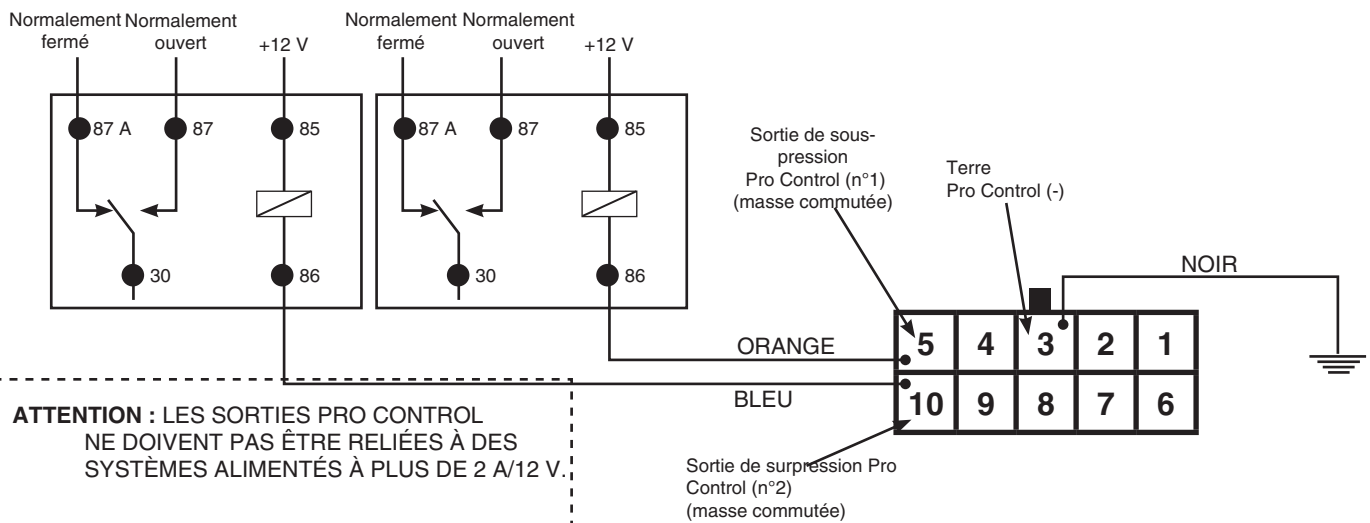 Normalement
fermé
Normalement
ouvert
+12 V
Normalement
fermé
Normalement
ouvert
+12 V
87 A
87
85
30
86
87 A
87
85
30
86
Sortie de sous-
pression
Pro Control (n°1)
(masse commutée)
Terre
Pro Control (-)
NOIR
ORANGE
BLEU
5 4 3 2 1
10 9 8 7 6
ATTENTION : LES SORTIES PRO CONTROL
NE DOIVENT PAS ÊTRE RELIÉES À DES
SYSTÈMES ALIMENTÉS À PLUS DE 2 A/12 V.
Sortie de surpression Pro
Control (n°2)
(masse commutée)